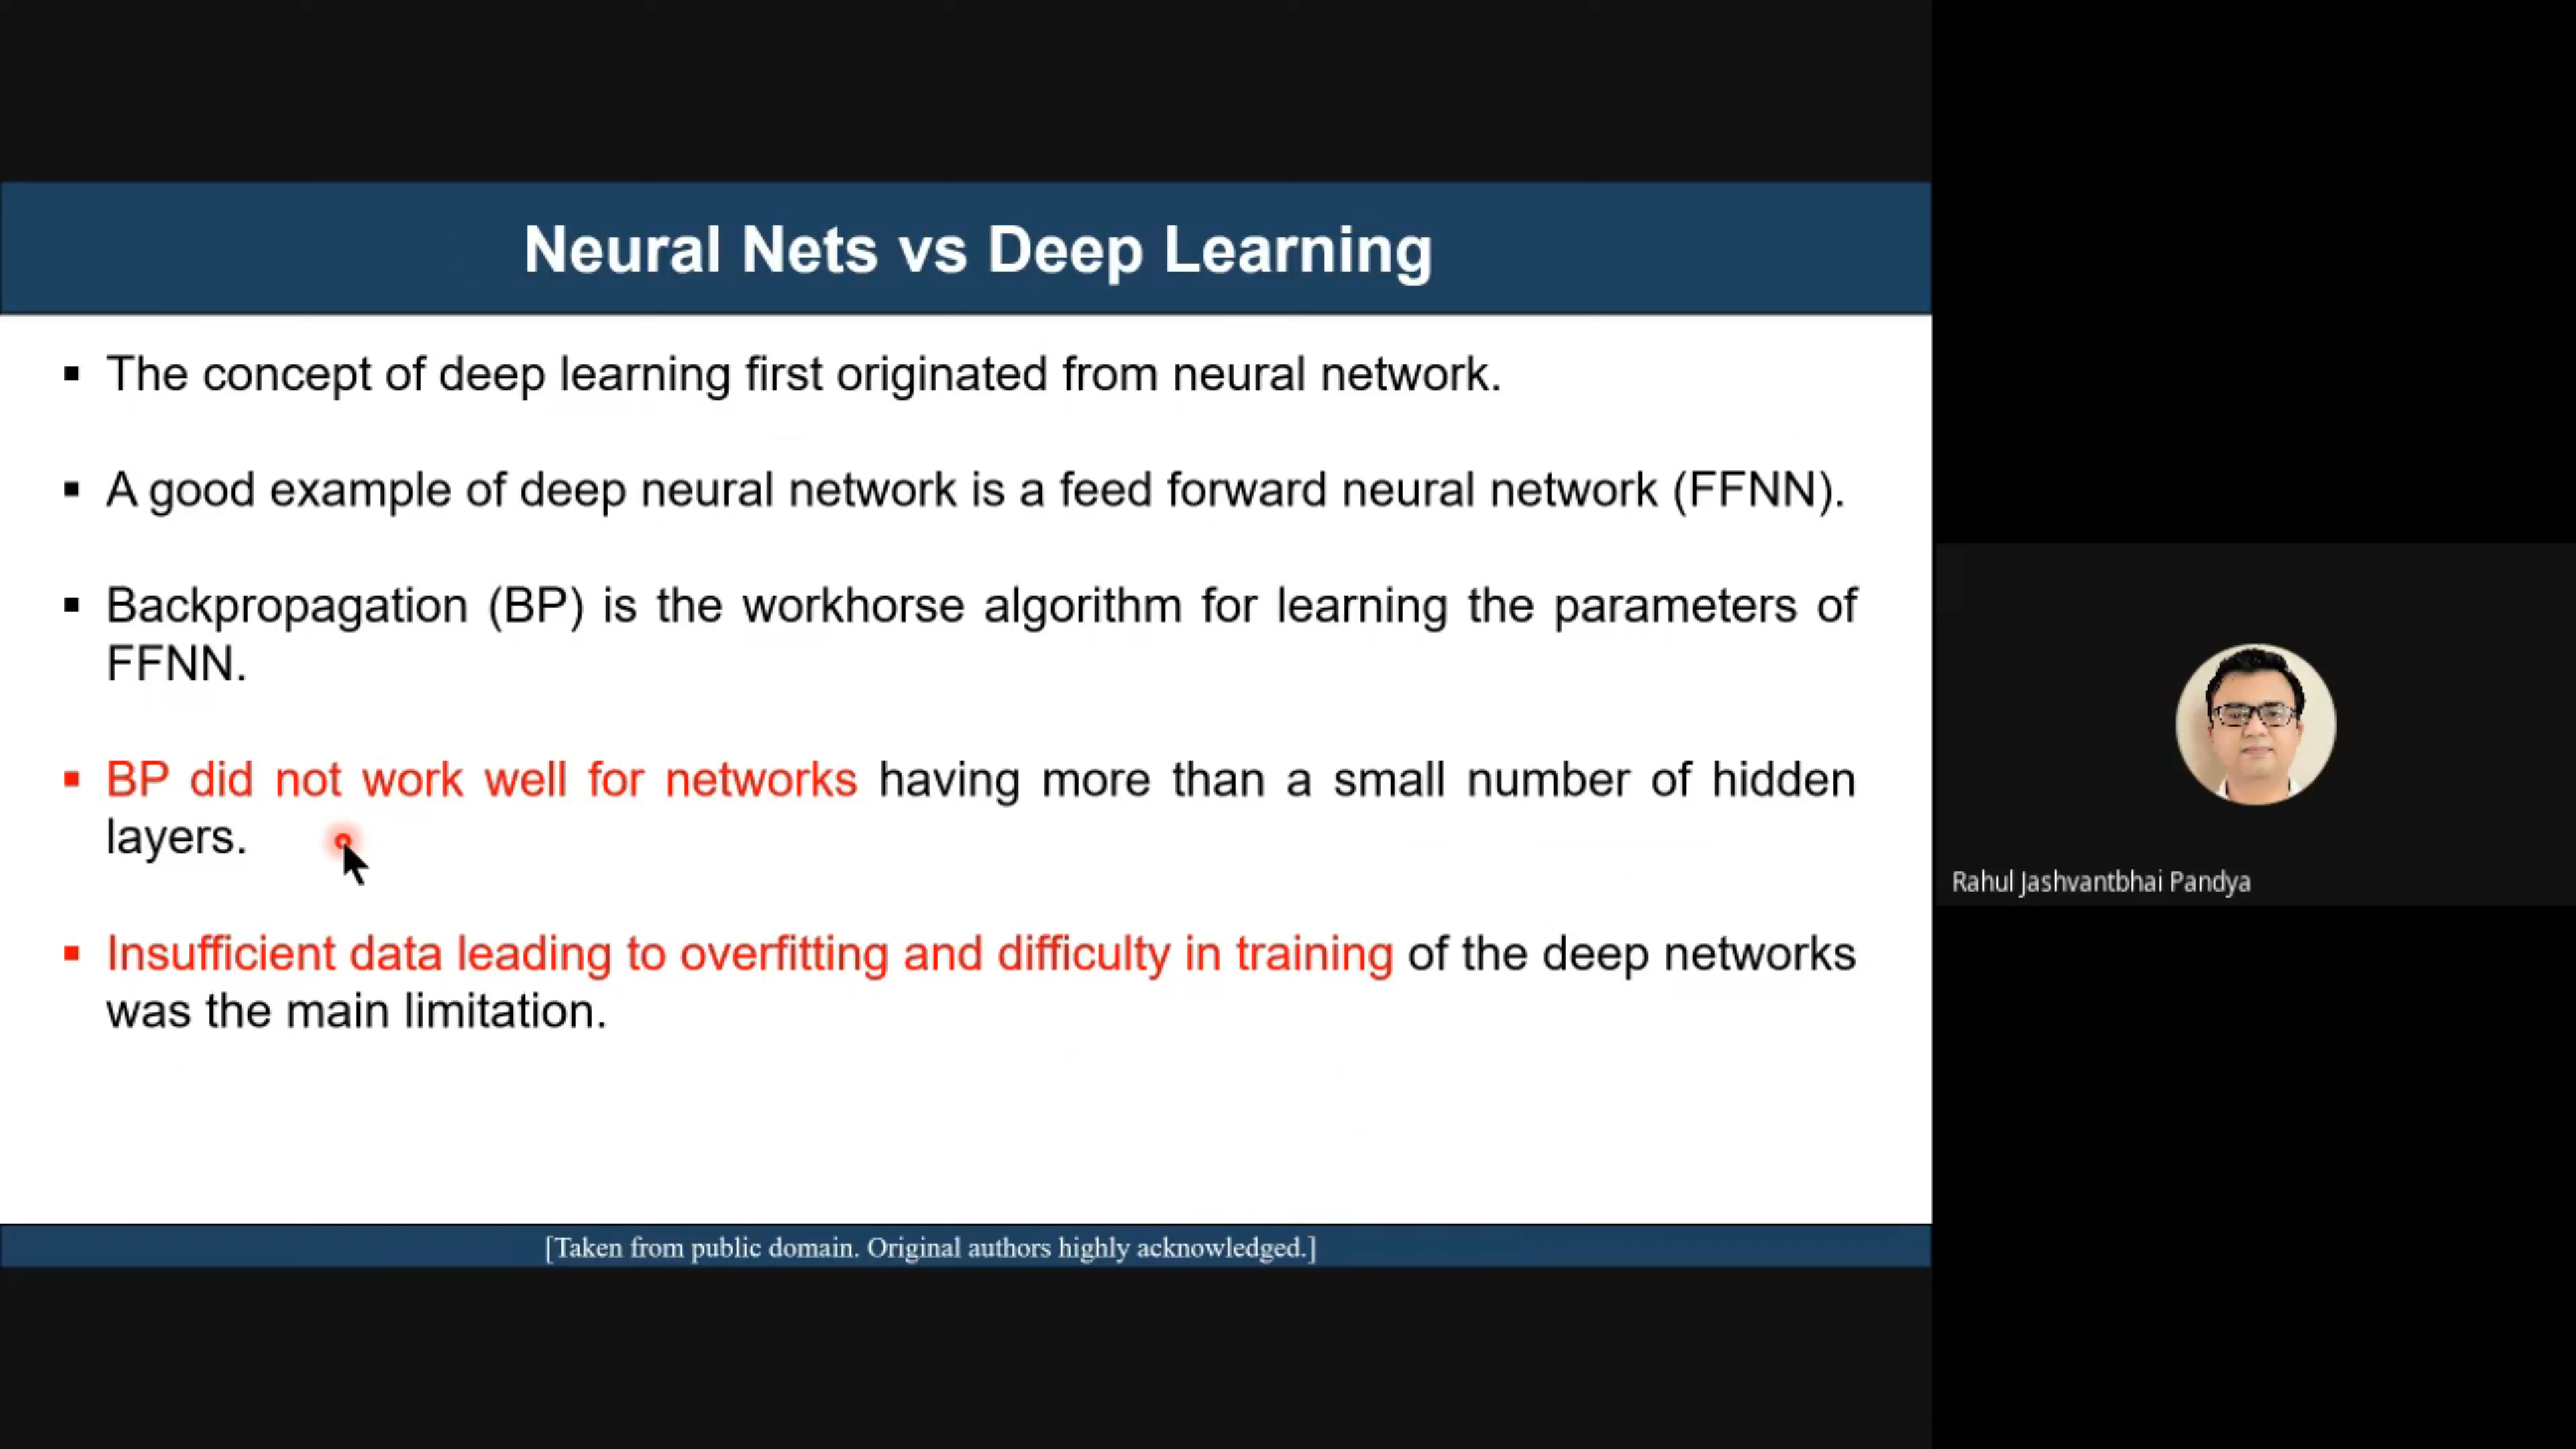 Neural Nets vs Deep Learning
▪ The concept of deep learning first originated from neural network.
▪ A good example of deep neural network is a feed forward neural network (FFNN).
▪ Backpropagation (BP) is the workhorse algorithm for learning the parameters of
FFNN.
▪ BP did not work well for networks having more than a small number of hidden
layers.
▪ Insufficient data leading to overfitting and difficulty in training of the deep networks
was the main limitation.
[Taken from public domain. Original authors highly acknowledged.]
Rahul Jashvantbhai Pandya